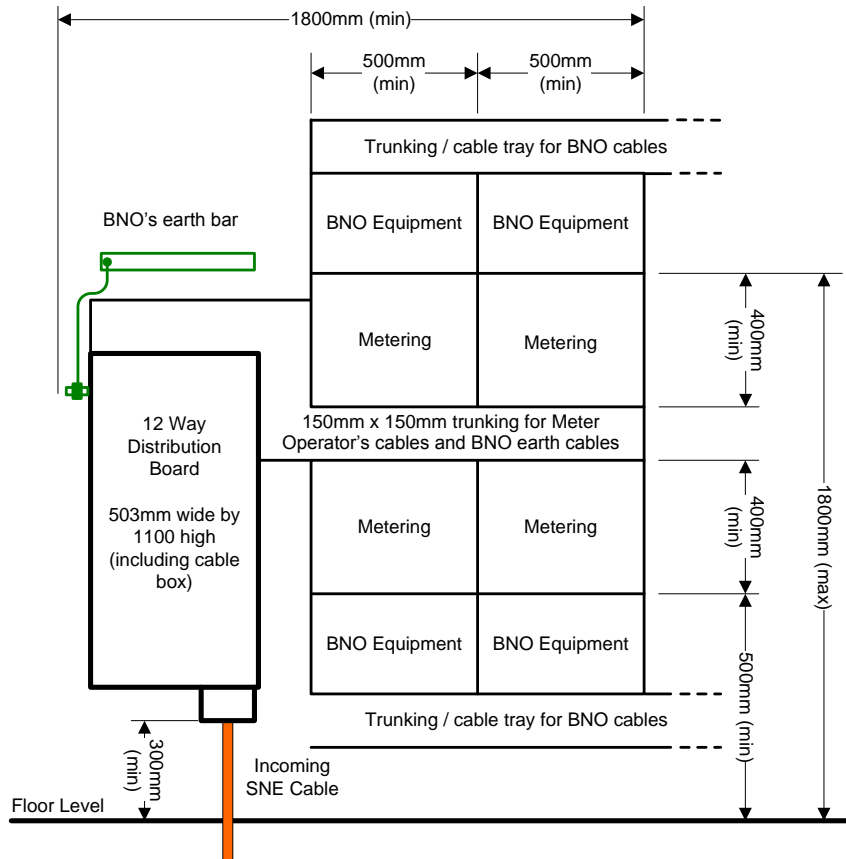 1800mm (min)
500mm
(min)
500mm
(min)
Trunking / cable tray for BNO cables
BNO's earth bar
BNO Equipment
BNO Equipment
Metering
Metering
400mm
(min)
12 Way
Distribution
Board
503mm wide by
1100 high
(including cable
box)
150mm x 150mm trunking for Meter
Operator's cables and BNO earth cables
Metering
Metering
400mm
(min)
1800mm (max)
BNO Equipment
BNO Equipment
500mm (min)
Trunking / cable tray for BNO cables
300mm
(min)
Incoming
SNE Cable
Floor Level